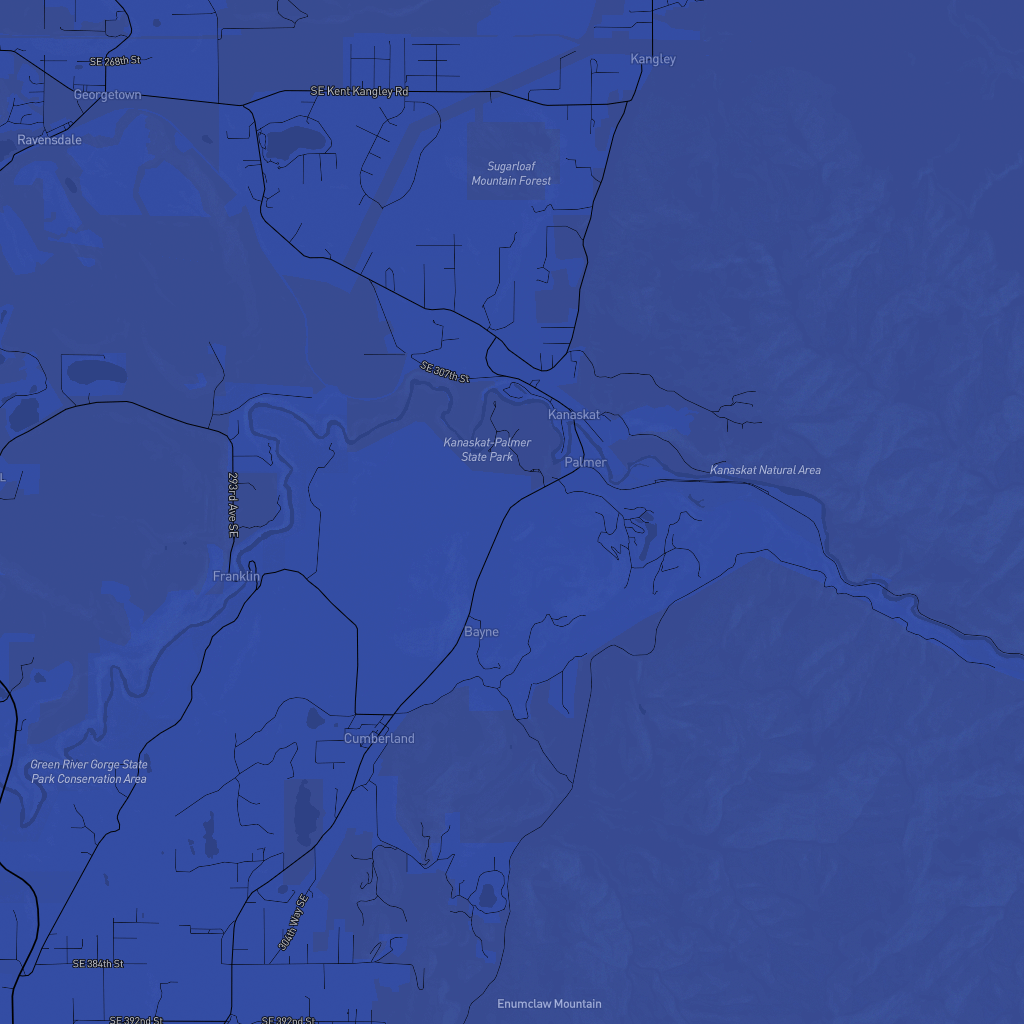 Kangley
SE 268th St
SE Kent Kangley Rd
Georgetown
Ravensdale
Sugarloaf
Mountain Forest
SE 307th St
Kanaskat
Kanaskat-Palmer
State Park
Palmer
Kanaskat Natural Area
L
293rd Ave SE
Franklin
Bayne
Cumberland
Green River Gorge State
Park Conservation Area
304th Way SE
SE 384th St
Enumclaw Mountain
SE 392nd St
SE 392nd St